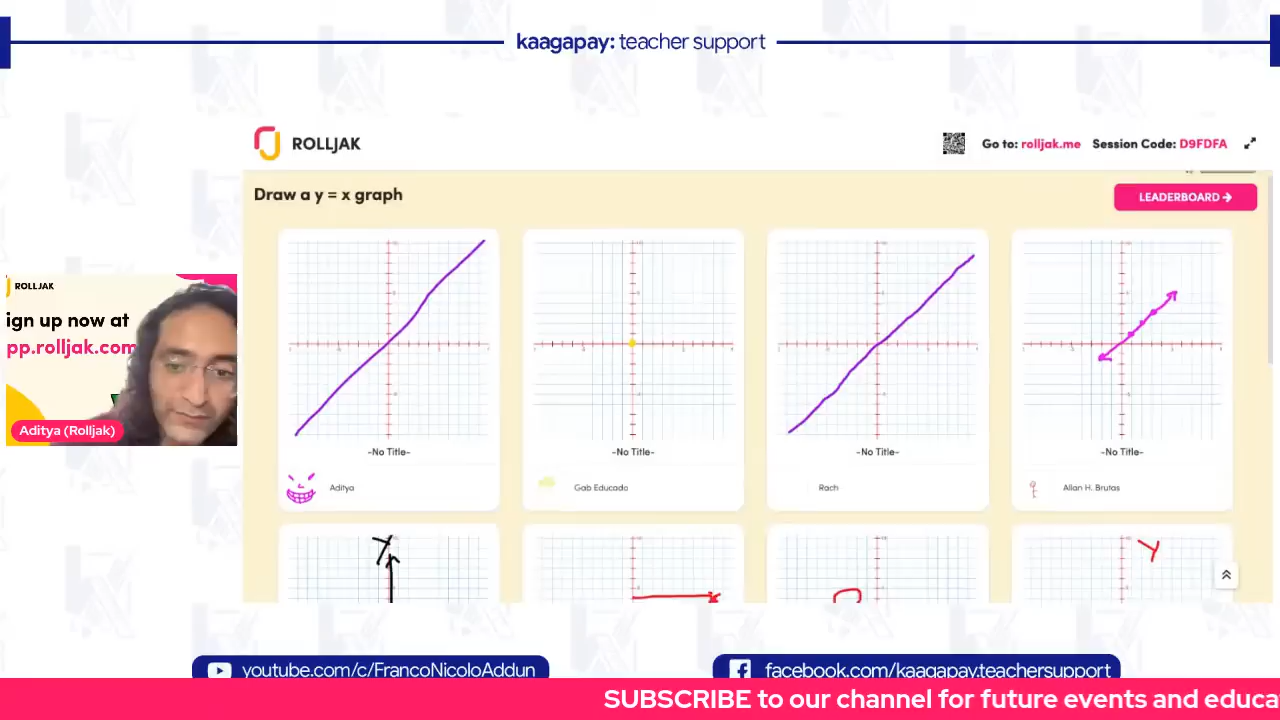 kaagapay: teacher support
ROLLJAK
Go to: rolljak.me Session Code: D9FDFA
Draw a y = x graph
LEADERBOARD →
ROLLJAK
ign up now at
pp.rolljak.com
Aditya (Rolljak)
-No Title-
-No Title-
-No Title-
-No Title-
Aditya
Gab Educado
Rach
Allan H. Brutas
y
y
youtube.com/c/FrancoNicoloAddun
facebook.com/kaagapay.teachersupport
SUBSCRIBE to our channel for future events and educa